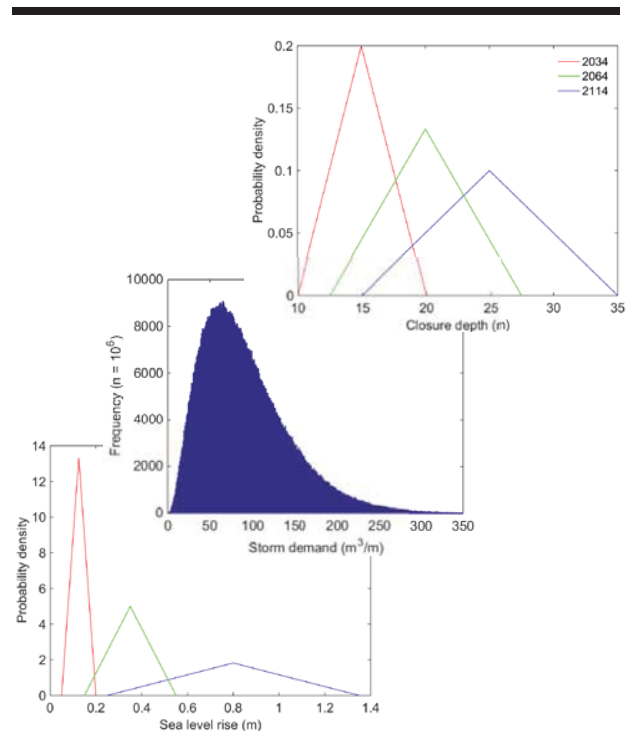 0.2
2034
2064
2114
0.15
0.1
0.05
0
Probability density
10 15 20 25 30 35
Closure depth (n)
10000
8000
6000
4000
2000
0
Frequency (n = 10⁶)
0 50 100 150 200 250 300 350
Storm demand (m³/m)
14
12
10
8
6
4
2
0
Probability density
0 0.2 0.4 0.6 0.8 1 1.2 1.4
Sea level rise (m)